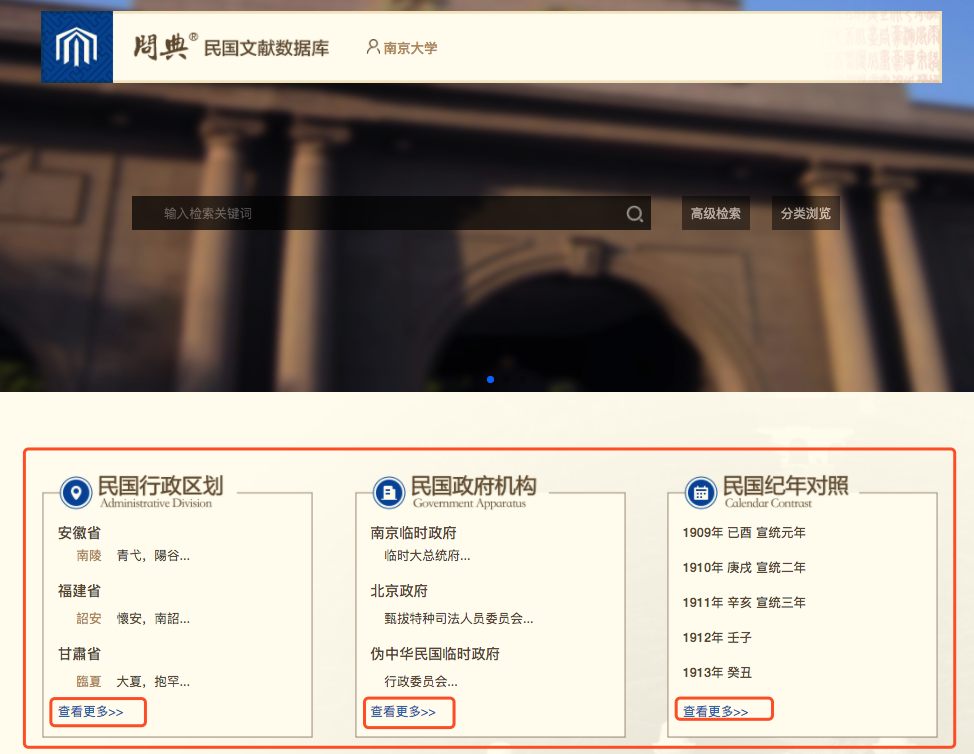 問典® 民国文献数据库 南京大学
输入检索关键词 高级检索 分类浏览
民国行政区划
Administrative Division
安徽省
南陵 青弋，陽谷...
福建省
詔安 懷安，南詔...
甘肃省
臨夏 大夏，抱罕...
查看更多>>
民国政府机构
Government Apparatus
南京临时政府
临时大总统府...
北京政府
甄拔特种司法人员委员会...
伪中华民国临时政府
行政委员会...
查看更多>>
民国纪年对照
Calendar Contrast
1909年 已酉 宣统元年
1910年 庚戌 宣统二年
1911年 辛亥 宣统三年
1912年 壬子
1913年 癸丑
查看更多>>